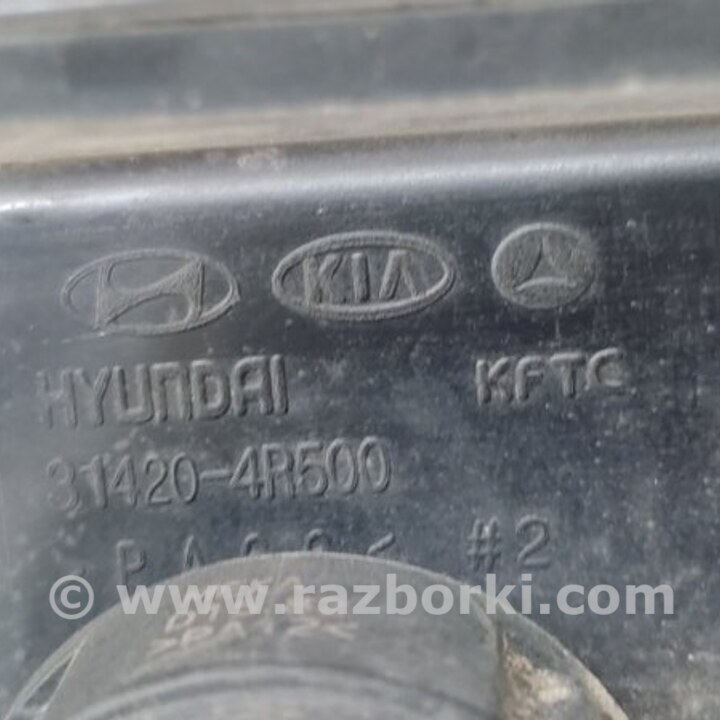 KIA
HYUNDAI KFTC
31420-4R500
#2
© www.razborki.com